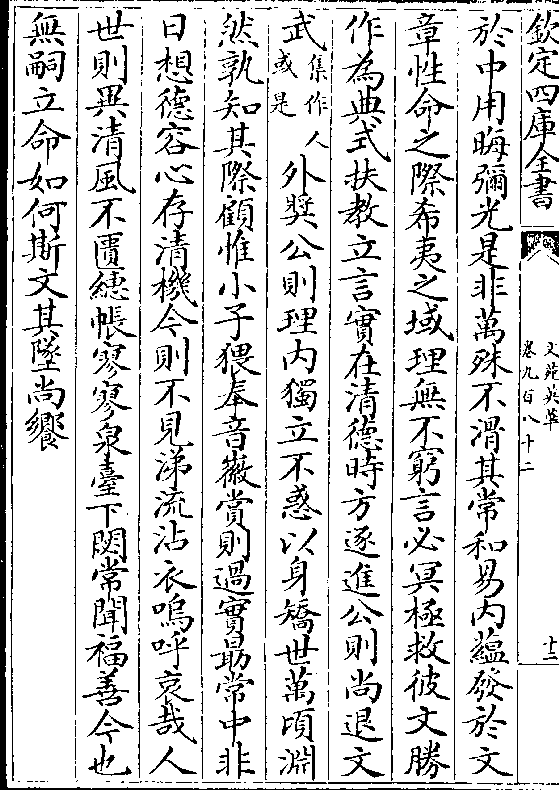 欽定四庫全書
文苑英華
卷九百八十二
十二
於中用晦彌光是非萬殊不滑其常和易内藴發於文
章性命之際希夷之域理無不窮言必冥極救彼文勝
作為典式扶教立言實在清德時方逐進公則尚退文
武集作人或是外奬公則理内獨立不惑以身矯世萬頃淵
然孰知其際顧惟小子猥奉音徽賞則過實勗常中非
日想德容心存清機今則不見涕流沾衣嗚呼哀哉人
世則異清風不匱繐帳寥寥泉臺下閟常聞福善今也
無嗣立命如何斯文其墜尚饗